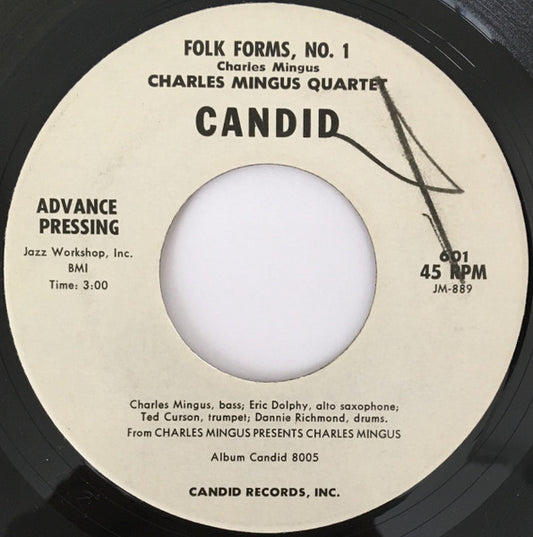 FOLK FORMS, NO. 1
Charles Mingus
CHARLES MINGUS QUARTET
CANDID
ADVANCE
PRESSING
Jazz Workshop, Inc.
BMI
Time: 3:00
601
45 RPM
JM-889
Charles Mingus, bass; Eric Dolphy, alto saxophone;
Ted Curson, trumpet; Dannie Richmond, drums.
From CHARLES MINGUS PRESENTS CHARLES MINGUS
Album Candid 8005
CANDID RECORDS, INC.